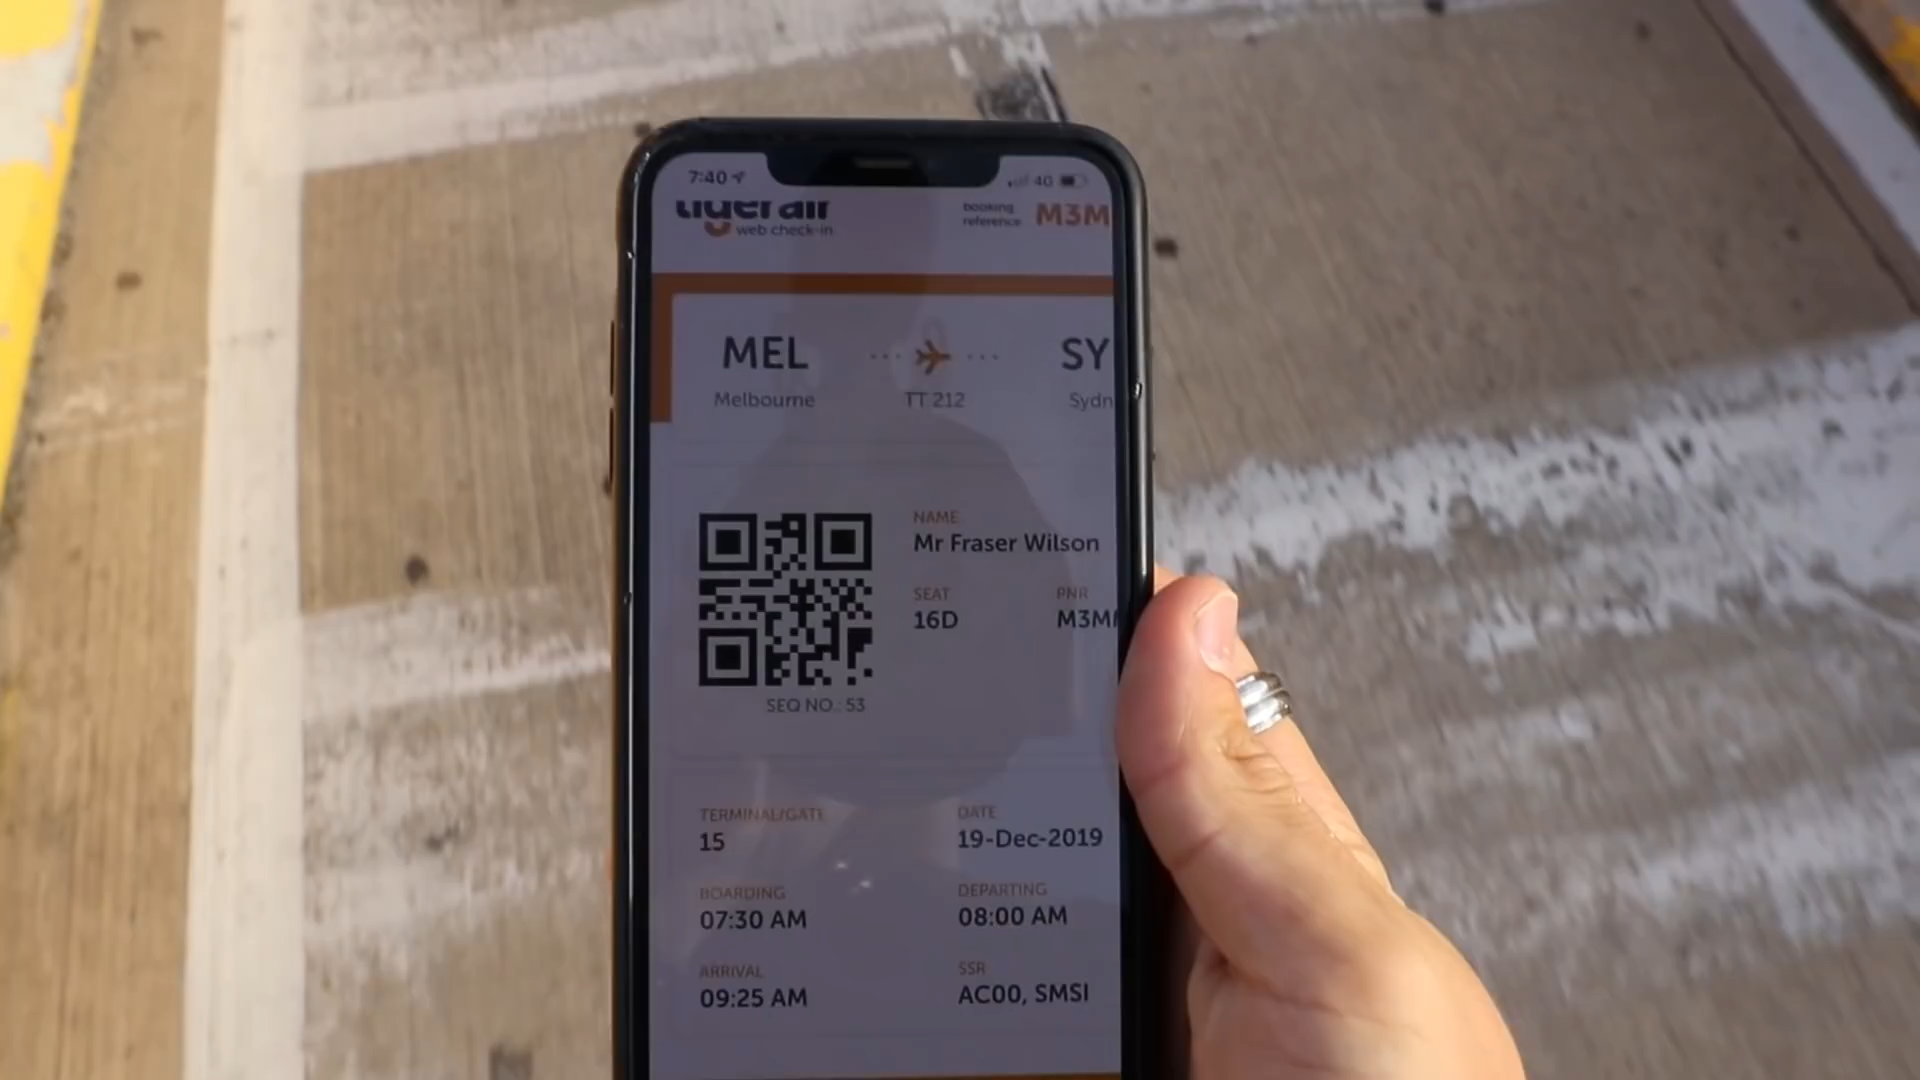 7:40 4G
tigerair
web check-in
booking
reference M3M
MEL SY
Melbourne TT 212 Sydn
NAME
Mr Fraser Wilson
SEAT PNR
16D M3M
SEQ NO.: 53
TERMINAL/GATE DATE
15 19-Dec-2019
BOARDING DEPARTING
07:30 AM 08:00 AM
ARRIVAL SSR
09:25 AM AC00, SMSI